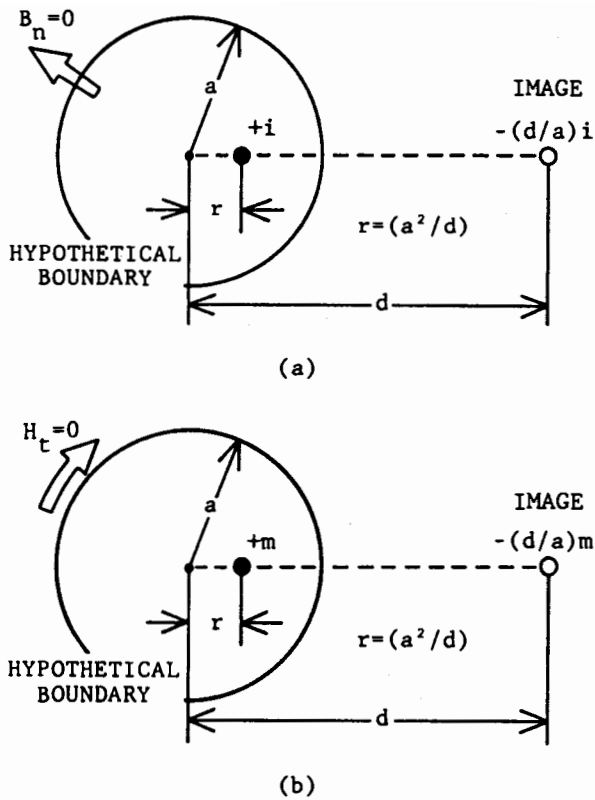 B_n=0
a
IMAGE
+i
-(d/a)i
r
r=(a²/d)
HYPOTHETICAL
BOUNDARY
d
(a)
H_t=0
a
IMAGE
+m
-(d/a)m
r
r=(a²/d)
HYPOTHETICAL
BOUNDARY
d
(b)